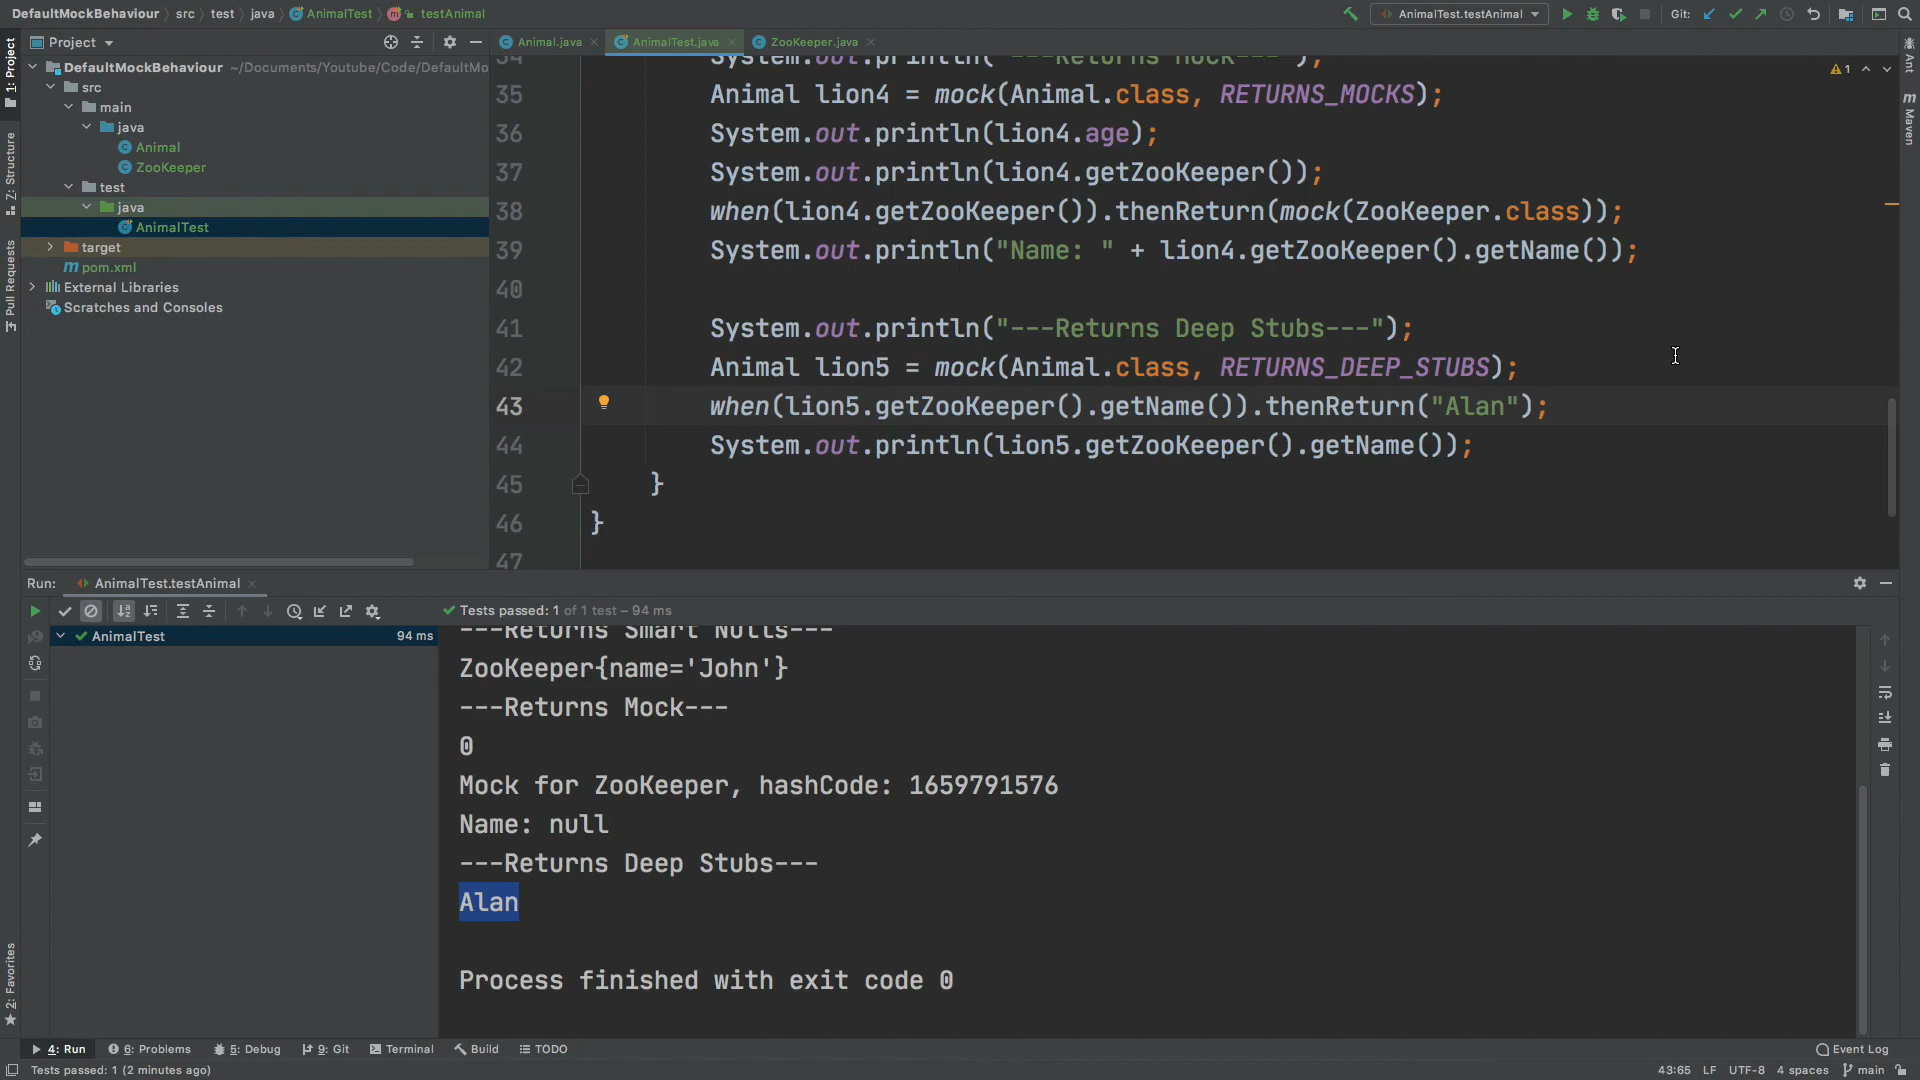 DefaultMockBehaviour src test java AnimalTest testAnimal
AnimalTest.testAnimal Git:
Project
Animal.java AnimalTest.java ZooKeeper.java
DefaultMockBehaviour ~/Documents/Youtube/Code/DefaultMo
src
main
java
Animal
ZooKeeper
test
java
AnimalTest
target
pom.xml
External Libraries
Scratches and Consoles
1: Project
7: Structure
Pull Requests
2: Favorites
Ant
Maven
1
34 System.out.println("---Returns Mock---");
35 Animal lion4 = mock(Animal.class, RETURNS_MOCKS);
36 System.out.println(lion4.age);
37 System.out.println(lion4.getZooKeeper());
38 when(lion4.getZooKeeper()).thenReturn(mock(ZooKeeper.class));
39 System.out.println("Name: " + lion4.getZooKeeper().getName());
40
41 System.out.println("---Returns Deep Stubs---");
42 Animal lion5 = mock(Animal.class, RETURNS_DEEP_STUBS);
43 when(lion5.getZooKeeper().getName()).thenReturn("Alan");
44 System.out.println(lion5.getZooKeeper().getName());
45 }
46 }
47
Run: AnimalTest.testAnimal
Tests passed: 1 of 1 test – 94 ms
AnimalTest 94 ms
---Returns Smart Nulls---
ZooKeeper{name='John'}
---Returns Mock---
0
Mock for ZooKeeper, hashCode: 1659791576
Name: null
---Returns Deep Stubs---
Alan
Process finished with exit code 0
4: Run 6: Problems 5: Debug 9: Git Terminal Build TODO Event Log
Tests passed: 1 (2 minutes ago) 43:65 LF UTF-8 4 spaces main